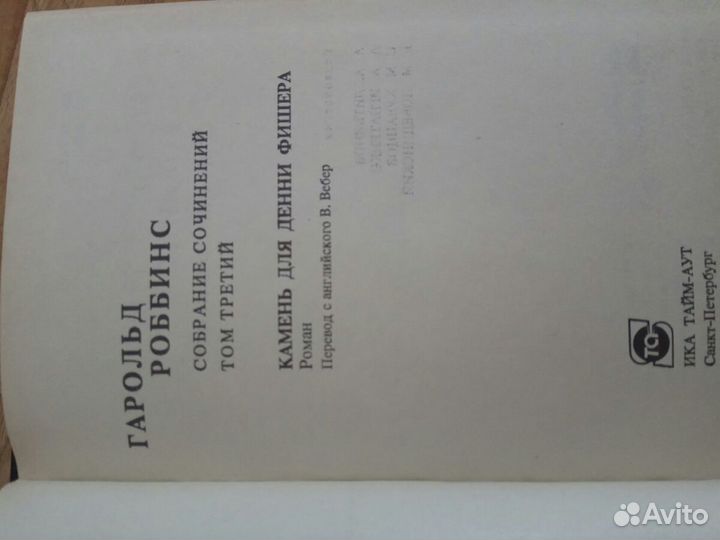 ГАРОЛЬД
РОББИНС
СОБРАНИЕ СОЧИНЕНИЙ
ТОМ ТРЕТИЙ
КАМЕНЬ ДЛЯ ДЕННИ ФИШЕРА
Роман
Перевод с английского В. Вебер
ИКА ТАЙМ-АУТ
Санкт-Петербург
Avito